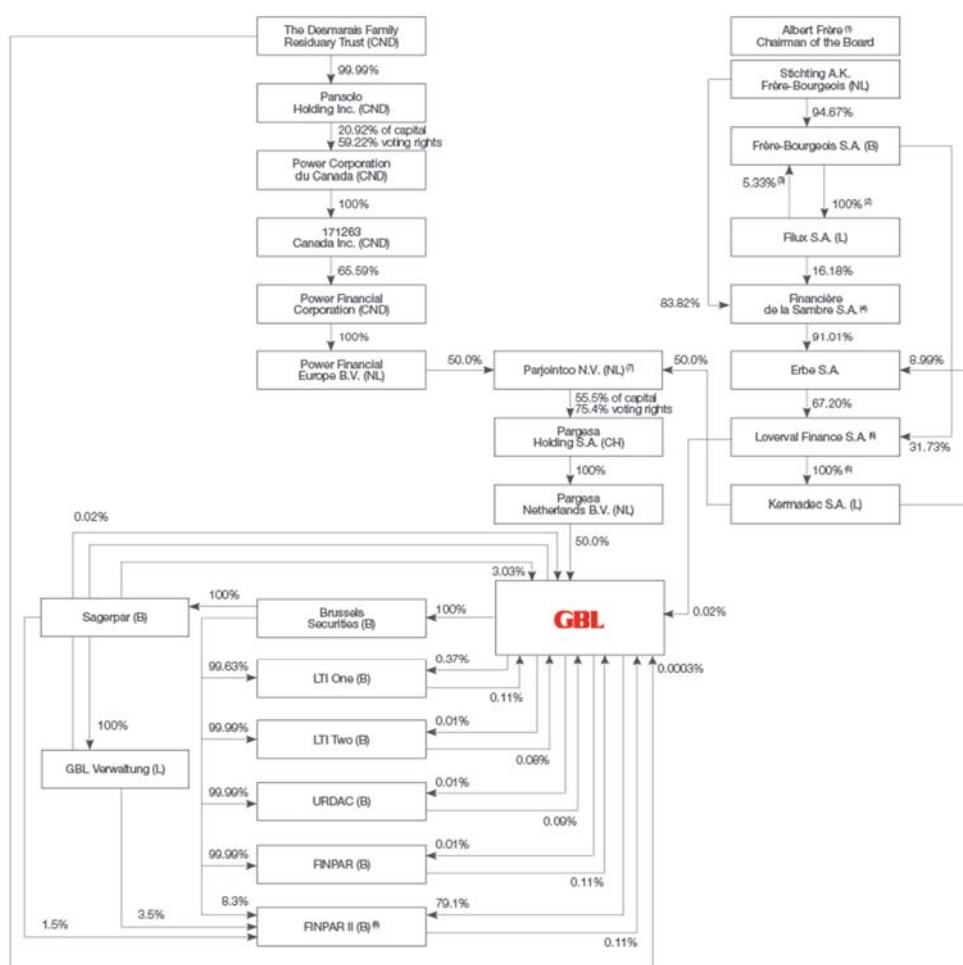 The Desmarais Family
Residuary Trust (CND)
99.99%
Pansolo
Holding Inc. (CND)
20.92% of capital
59.22% voting rights
Power Corporation
du Canada (CND)
100%
171263
Canada Inc. (CND)
65.59%
Power Financial
Corporation (CND)
100%
Power Financial
Europe B.V. (NL)
50.0%
Albert Frère (1)
Chairman of the Board
Stichting A.K.
Frère-Bourgeois (NL)
94.67%
Frère-Bourgeois S.A. (B)
5.33% (3)
100% (2)
Filux S.A. (L)
16.18%
83.82%
Financière
de la Sambre S.A. (4)
91.01%
Erbe S.A.
8.99%
67.20%
Loverval Finance S.A. (5)
31.73%
100% (6)
Kermadec S.A. (L)
Parjointco N.V. (NL) (7)
50.0%
55.5% of capital
75.4% voting rights
Pargesa
Holding S.A. (CH)
100%
Pargesa
Netherlands B.V. (NL)
50.0%
0.02%
3.03%
GBL
0.02%
0.0003%
100%
Brussels
Securities (B)
100%
Sagerpar (B)
100%
GBL Verwaltung (L)
99.63%
LTI One (B)
0.37%
0.11%
99.99%
LTI Two (B)
0.01%
0.08%
99.99%
URDAC (B)
0.01%
0.09%
99.99%
FINPAR (B)
0.01%
0.11%
8.3%
79.1%
1.5%
3.5%
FINPAR II (B)
0.11%